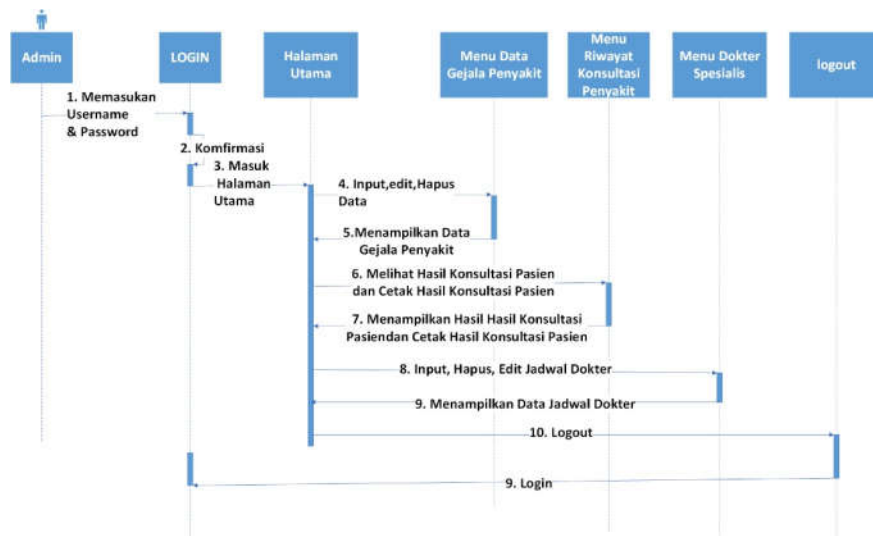 Admin
LOGIN
Halaman
Utama
Menu Data
Gejala Penyakit
Menu
Riwayat
Konsultasi
Penyakit
Menu Dokter
Spesialis
logout
1. Memasukan
Username
& Password
2. Komfirmasi
3. Masuk
Halaman
Utama
4. Input,edit,Hapus
Data
5.Menampilkan Data
Gejala Penyakit
6. Melihat Hasil Konsultasi Pasien
dan Cetak Hasil Konsultasi Pasien
7. Menampilkan Hasil Hasil Konsultasi
Pasiendan Cetak Hasil Konsultasi Pasien
8. Input, Hapus, Edit Jadwal Dokter
9. Menampilkan Data Jadwal Dokter
10. Logout
9. Login